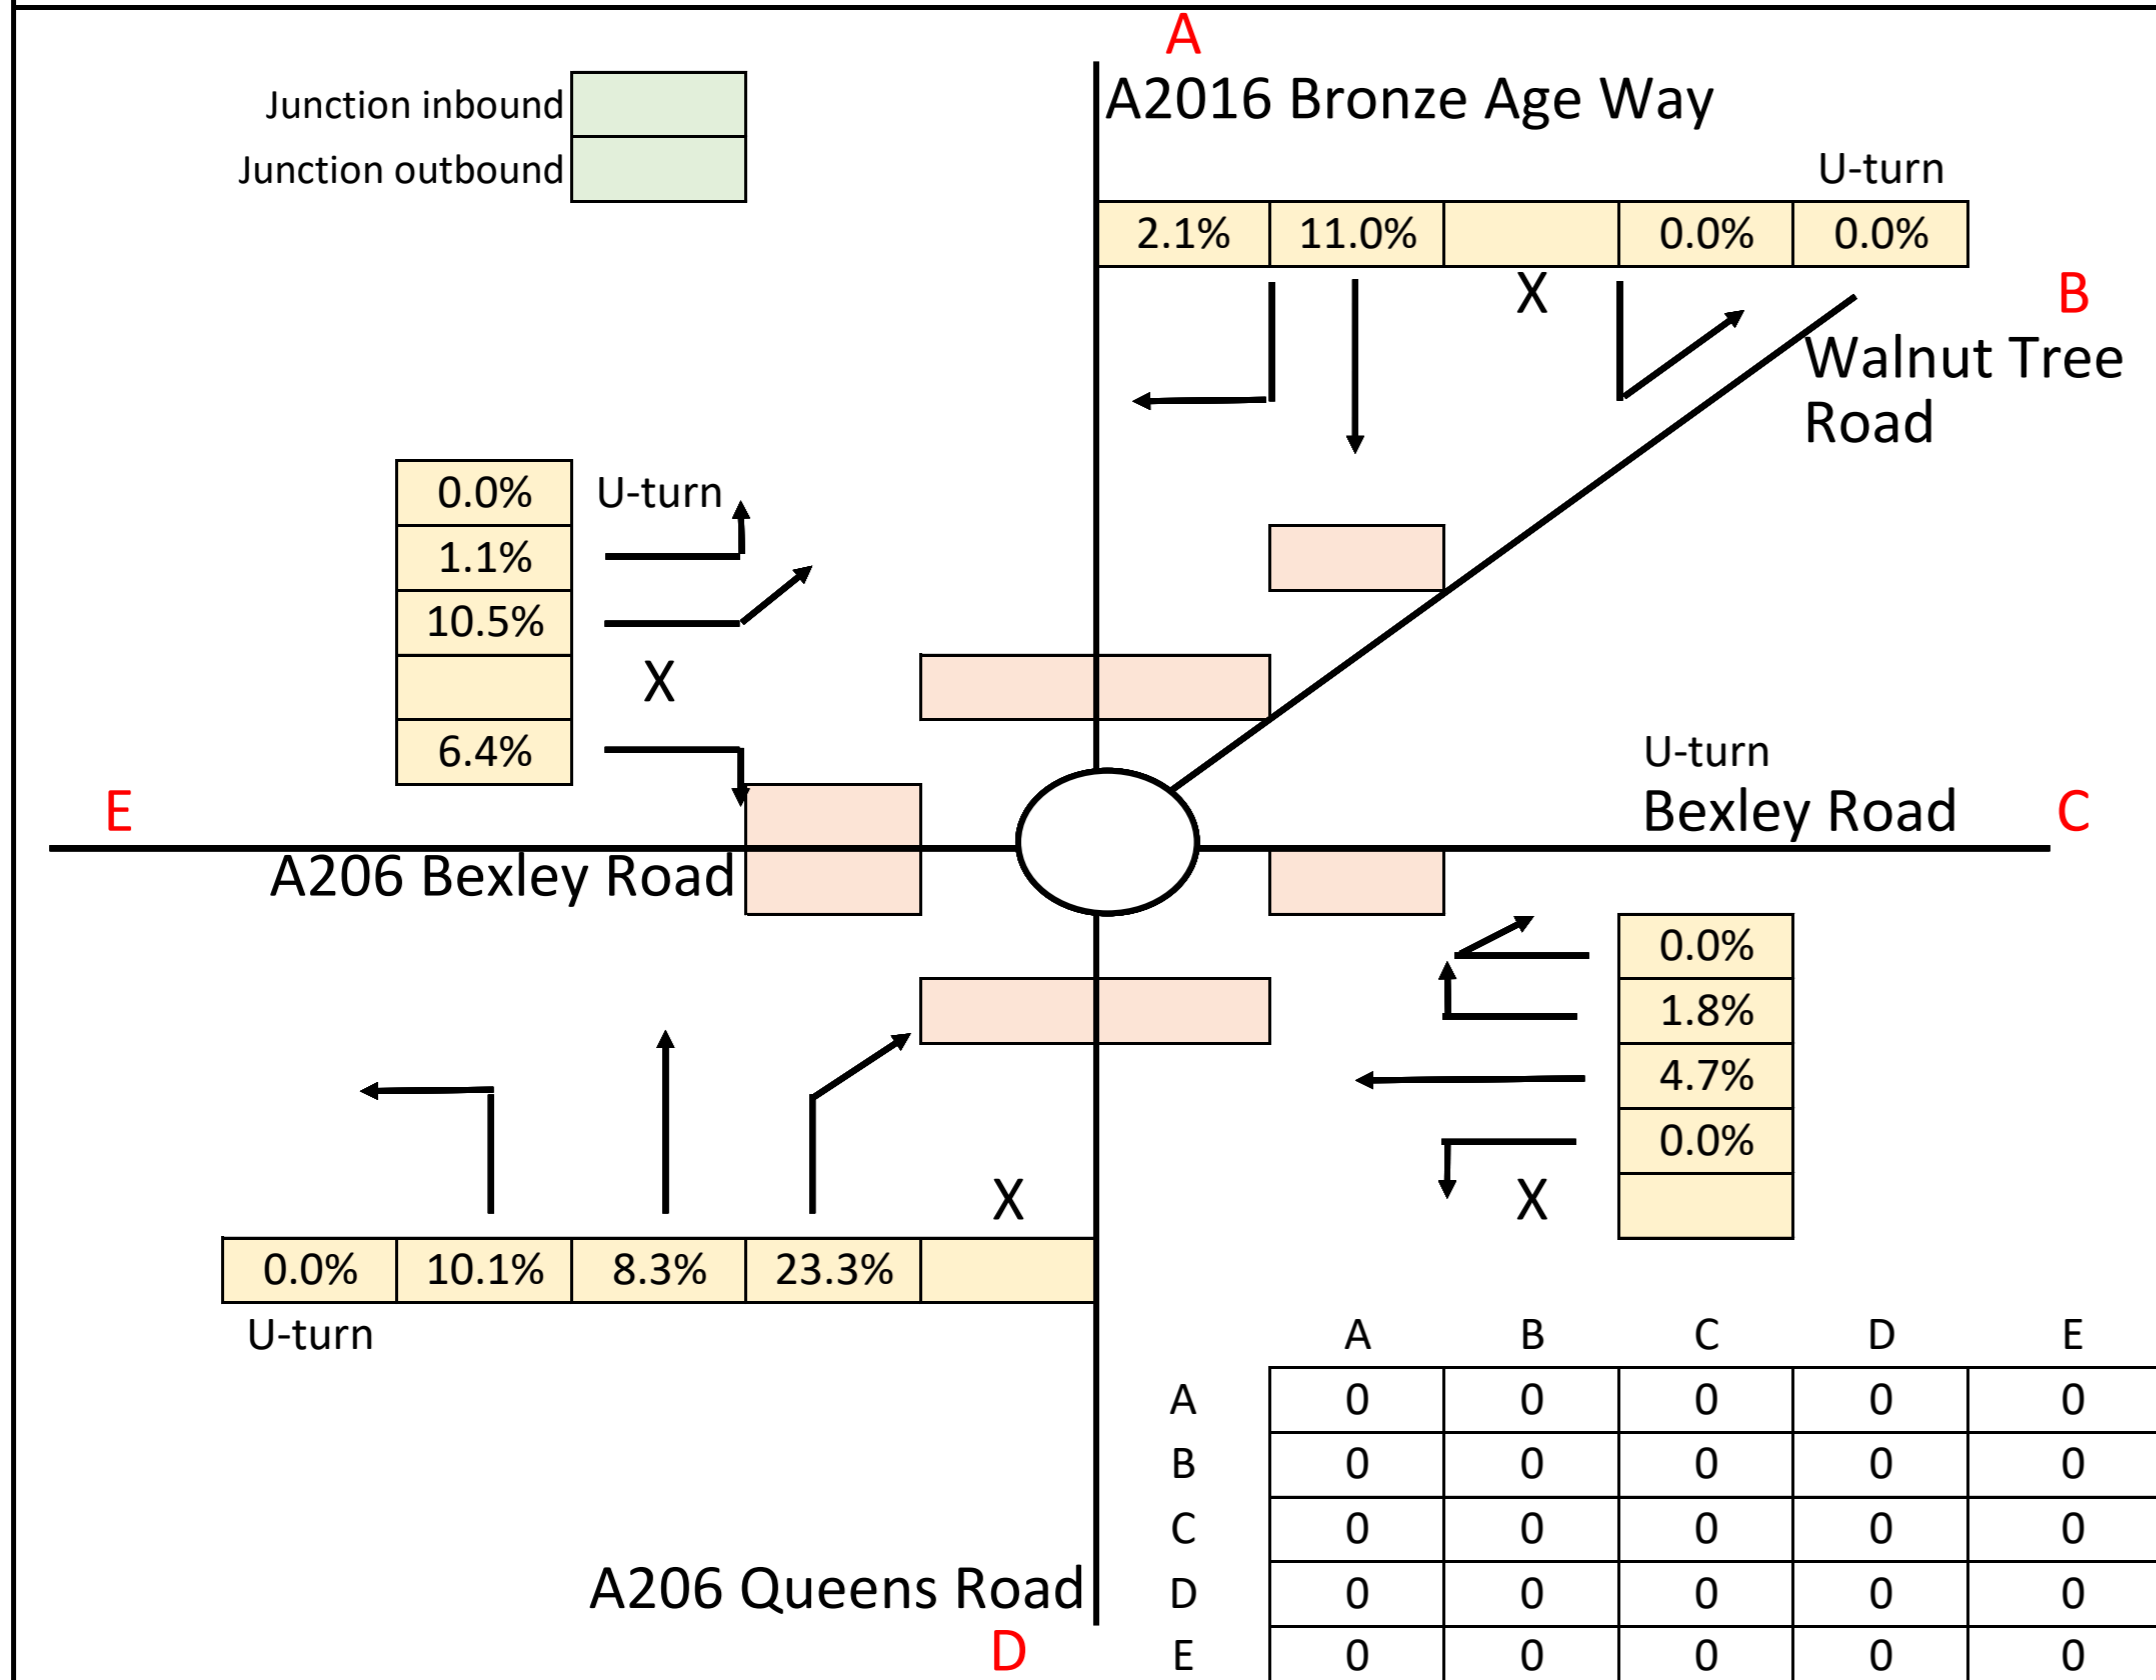 A
A2016 Bronze Age Way
Junction inbound
Junction outbound
U-turn
2.1% 11.0% 0.0% 0.0%
X
B
Walnut Tree
Road
0.0% U-turn
1.1%
10.5%
X
6.4%
U-turn
Bexley Road C
E
A206 Bexley Road
0.0%
1.8%
4.7%
0.0%
X
X
0.0% 10.1% 8.3% 23.3%
U-turn
A B C D E
A 0 0 0 0 0
B 0 0 0 0 0
C 0 0 0 0 0
D 0 0 0 0 0
E 0 0 0 0 0
A206 Queens Road
D